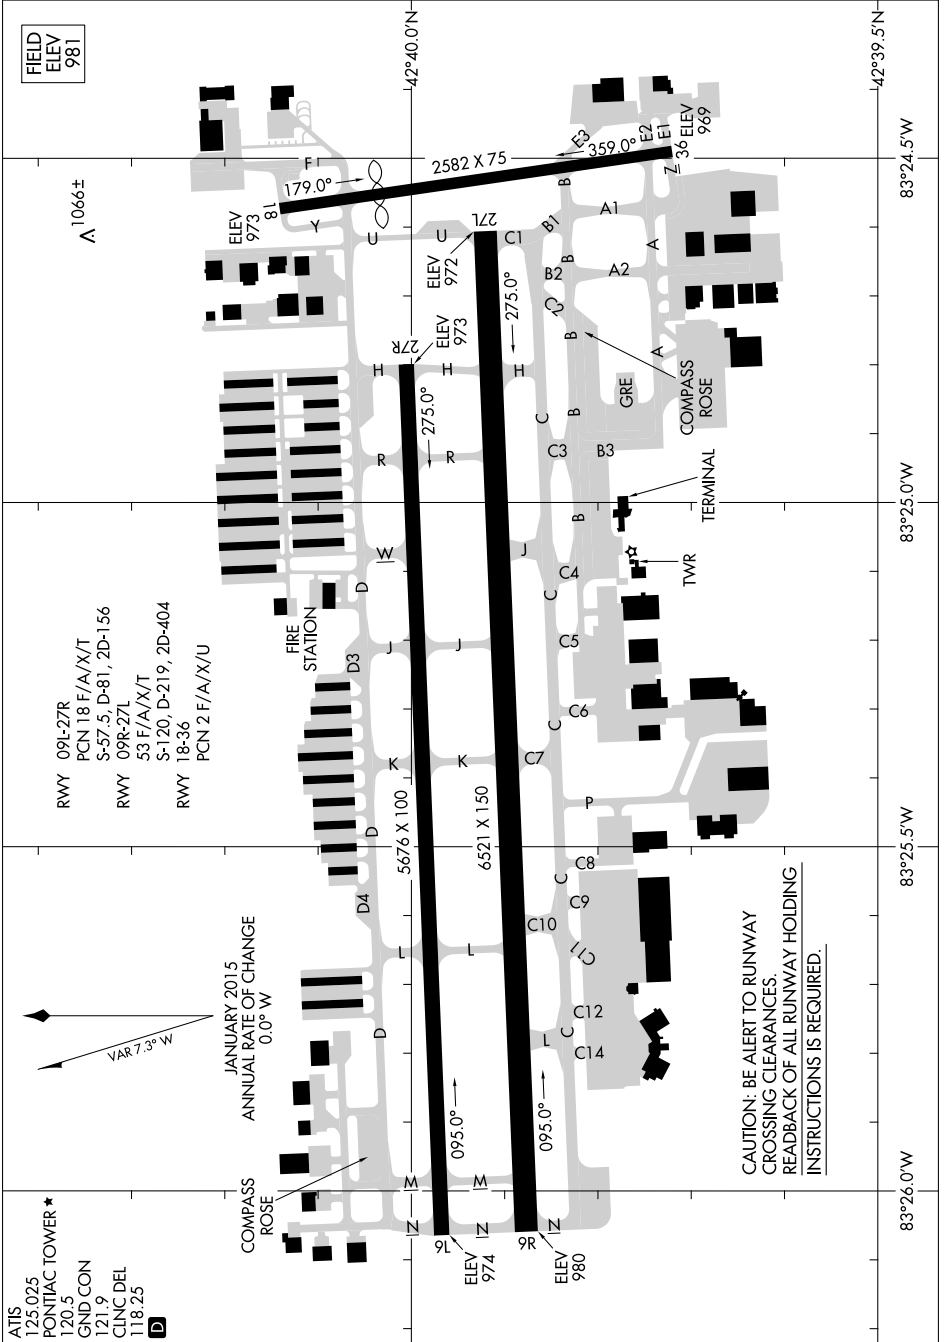 ATIS
125.025
PONTIAC TOWER ★
120.5
GND CON
121.9
CLNC DEL
118.25
D
FIELD
ELEV
981
1066±
RWY 09L-27R
PCN 18 F/A/X/T
S-57.5, D-81, 2D-156
RWY 09R-27L
53 F/A/X/T
S-120, D-219, 2D-404
RWY 18-36
PCN 2 F/A/X/U
VAR 7.3° W
JANUARY 2015
ANNUAL RATE OF CHANGE
0.0° W
COMPASS
ROSE
FIRE
STATION
ELEV
973
18
179.0°
F
Y
U
U
2582 X 75
359.0°
E3
E2
E1
36
ELEV
969
Z
42°40.0'N
42°39.5'N
83°24.5'W
83°25.0'W
83°25.5'W
83°26.0'W
D
D4
D
D3
D
N
M
L
K
J
W
R
H
9L
ELEV
974
095.0°
5676 X 100
275.0°
27R
ELEV
973
N
M
L
K
J
R
H
9R
ELEV
980
095.0°
6521 X 150
275.0°
27L
ELEV
972
N
L
C10
C7
J
H
C1
C
C
C
C
C
C14
C12
C11
C9
C8
P
C6
C5
C4
C3
C2
B
B
B
B
B
B1
B2
B3
A1
A2
A
A
GRE
COMPASS
ROSE
TERMINAL
TWR
CAUTION: BE ALERT TO RUNWAY
CROSSING CLEARANCES.
READBACK OF ALL RUNWAY HOLDING
INSTRUCTIONS IS REQUIRED.